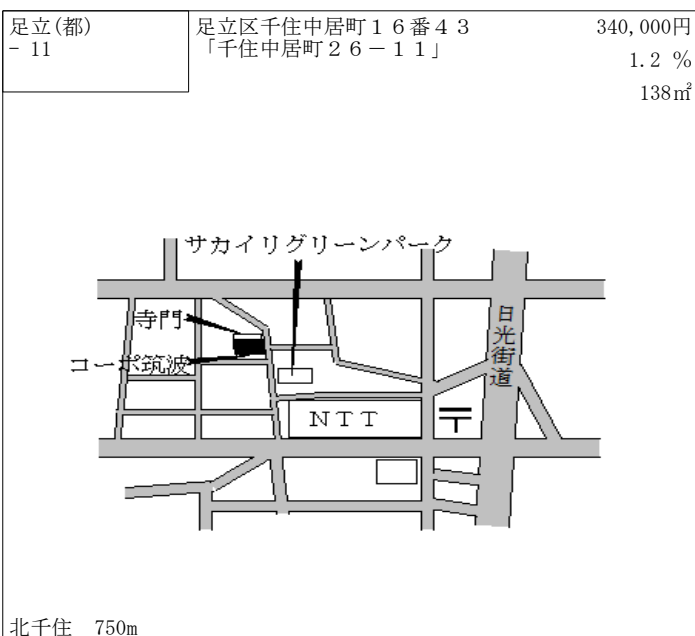 足立(都)
- 11
足立区千住中居町１６番４３
「千住中居町２６－１１」
340,000円
1.2 %
138㎡
サカイリグリーンパーク
寺門
コーポ筑波
ＮＴＴ
〒
日光街道
北千住 750m